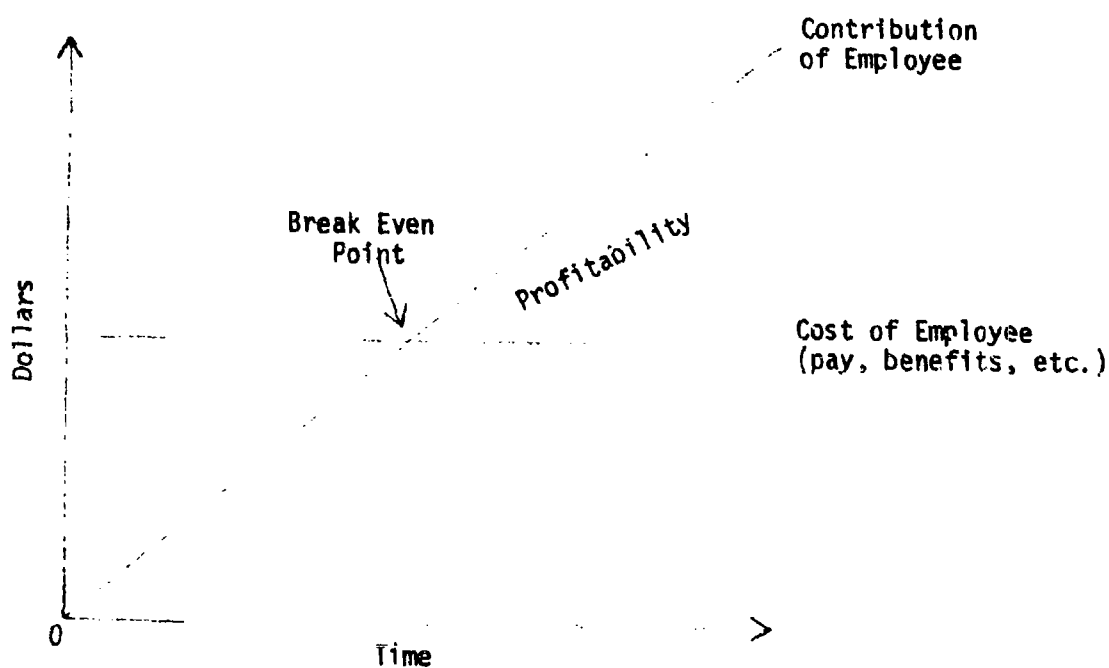 Contribution
of Employee
Break Even
Point
Profitability
Dollars
Cost of Employee
(pay, benefits, etc.)
0
Time